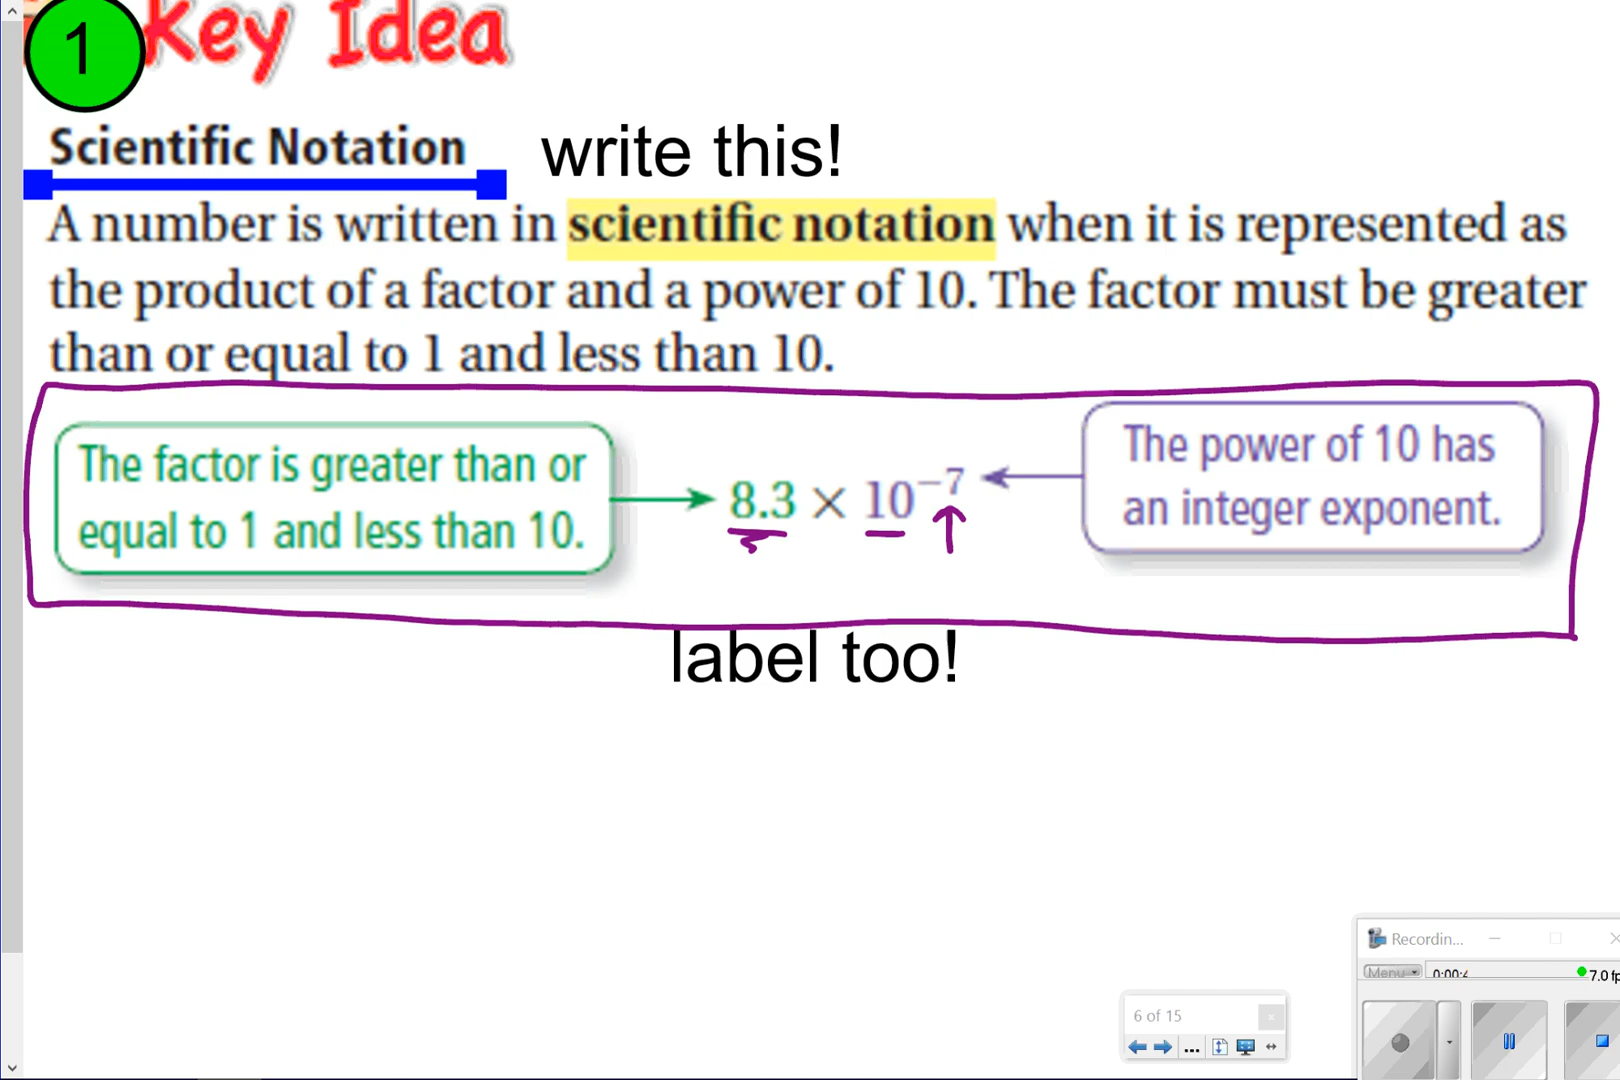 1 Key Idea
Scientific Notation write this!
A number is written in scientific notation when it is represented as
the product of a factor and a power of 10. The factor must be greater
than or equal to 1 and less than 10.
The factor is greater than or
equal to 1 and less than 10.
8.3 × 10⁻⁷
The power of 10 has
an integer exponent.
label too!
Recordin...
Menu
7.0
6 of 15